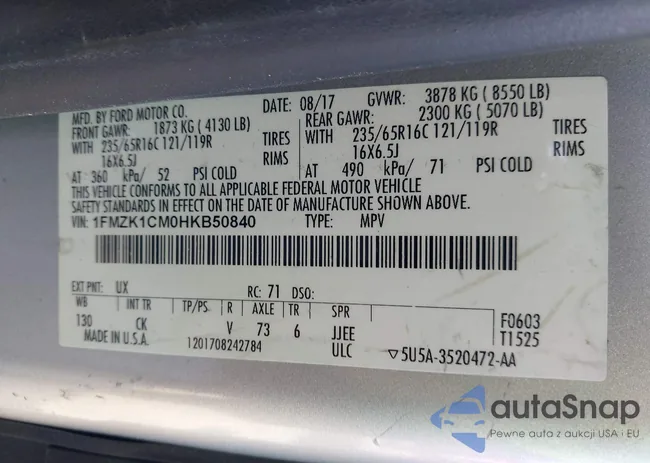 MFD. BY FORD MOTOR CO.
DATE: 08/17 GVWR: 3878 KG ( 8550 LB)
FRONT GAWR: 1873 KG ( 4130 LB)
REAR GAWR: 2300 KG ( 5070 LB)
WITH 235/65R16C 121/119R TIRES
WITH 235/65R16C 121/119R TIRES
16X6.5J RIMS
16X6.5J RIMS
AT 360 kPa/ 52 PSI COLD
AT 490 kPa/ 71 PSI COLD
THIS VEHICLE CONFORMS TO ALL APPLICABLE FEDERAL MOTOR VEHICLE
SAFETY STANDARDS IN EFFECT ON THE DATE OF MANUFACTURE SHOWN ABOVE.
VIN: 1FMZK1CM0HKB50840 TYPE: MPV
EXT PNT: UX RC: 71 DSO:
WB INT TR TP/PS R AXLE TR SPR
130 CK V 73 6 JJEE
F0603
T1525
MADE IN U.S.A. 1201708242784 ULC ▽5U5A-3520472-AA
autaSnap
Pewne auta z aukcji USA i EU